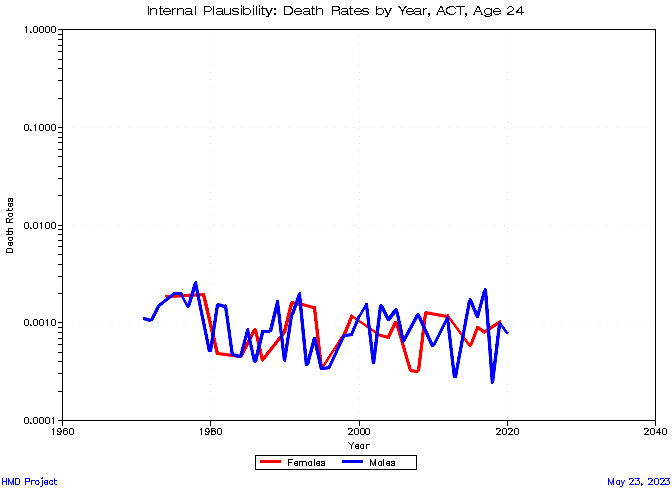 Internal Plausibility: Death Rates by Year, ACT, Age 24
1.0000
0.1000
0.0100
0.0010
0.0001
Death Rates
1960 1980 2000 2020 2040
Year
Females Males
HMD Project May 23, 2023